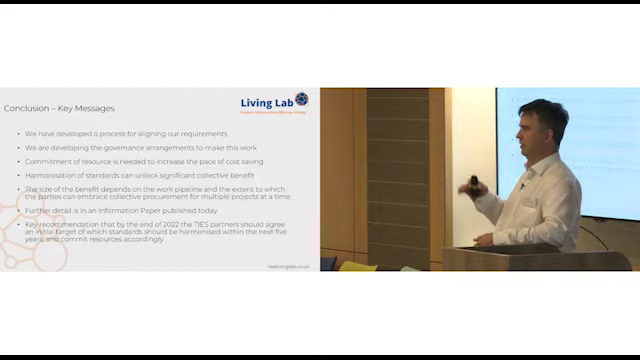 Living Lab
Conclusion – Key Messages
• We have developed a process for aligning our requirements
• We are developing the governance arrangements to make this work
• Commitment of resource is needed to increase the pace of cost saving
• Harmonisation of standards can unlock significant collective benefit
• The size of the benefit depends on the work pipeline and the extent to which
the parties can embrace collective procurement for multiple projects at a time.
• Further detail is in an Information Paper published today
• Key recommendation that by the end of 2022 the TIES partners should agree
an initial target of which standards should be harmonised within the next five
years, and commit resources accordingly